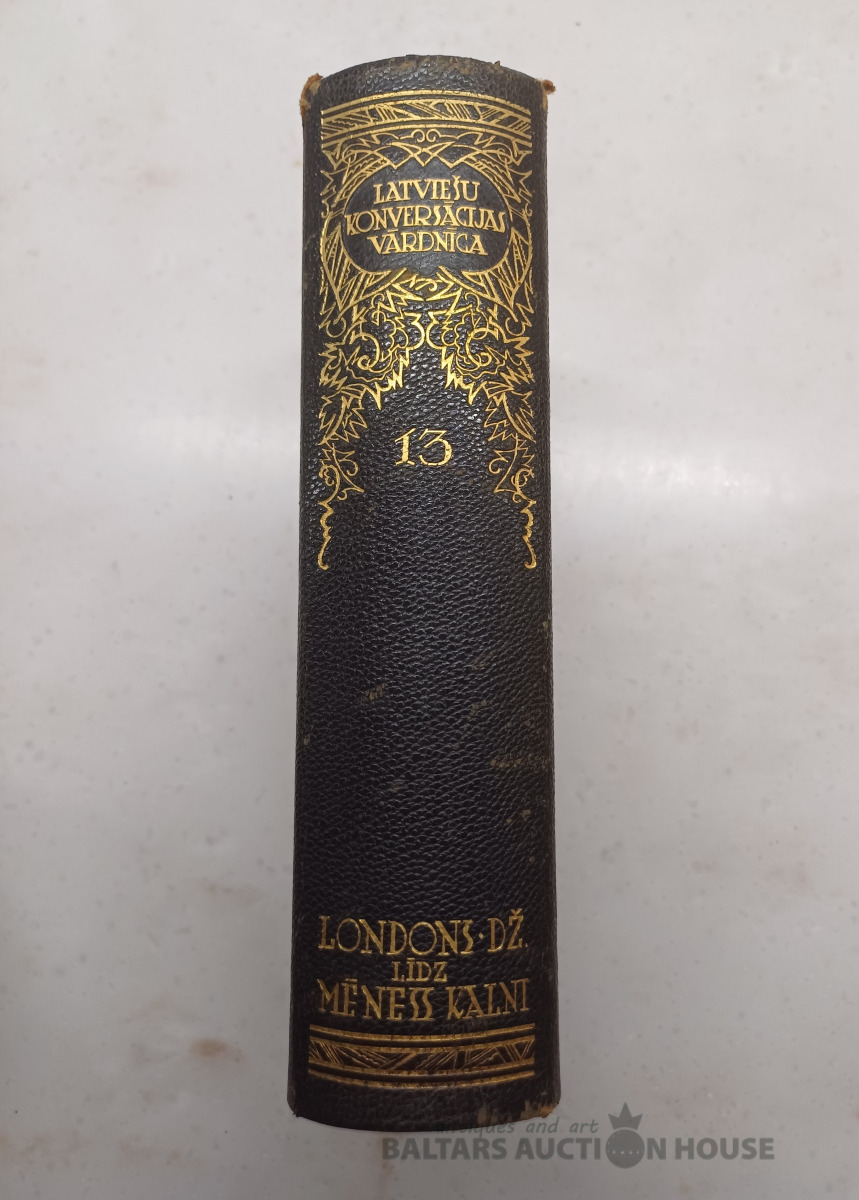 LATVIEŠU
KONVERSĀCIJAS
VĀRDNĪCA
13
LONDONS·DŽ.
LĪDZ
MĒNESS KALNI
antiques and art
BALTARS AUCTION HOUSE